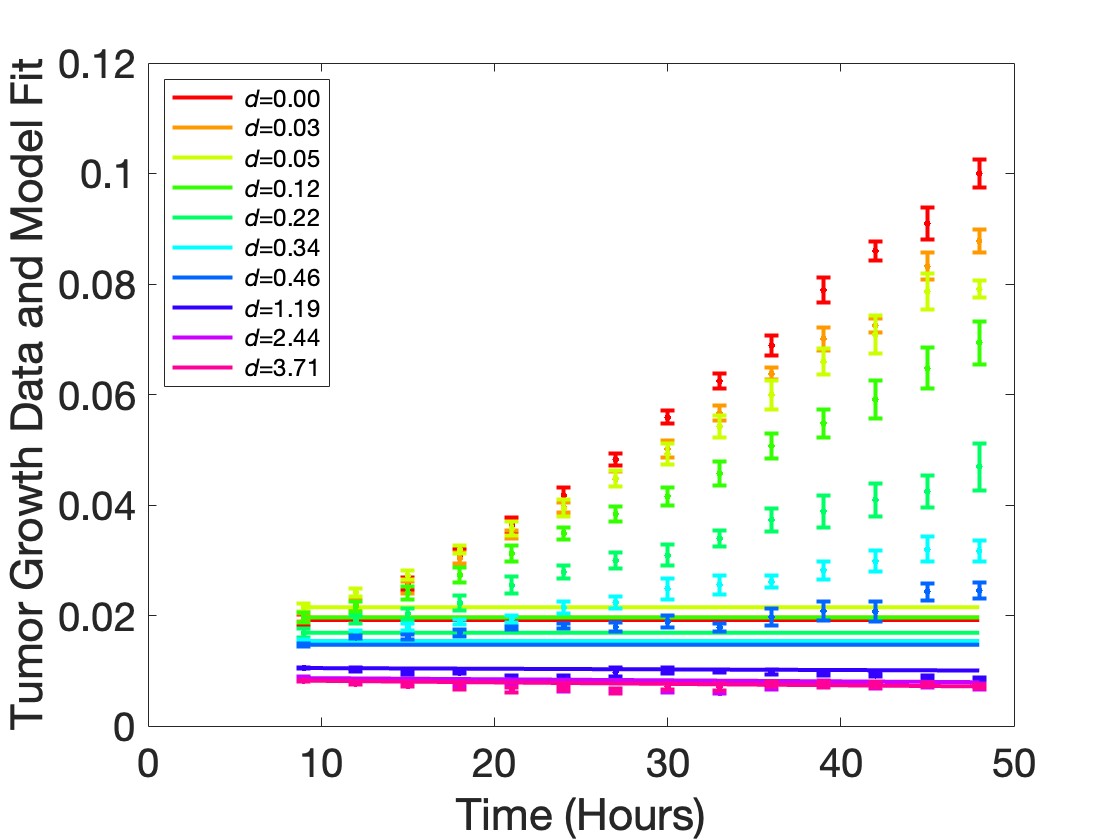 Tumor Growth Data and Model Fit
0.12
0.1
0.08
0.06
0.04
0.02
0
d=0.00
d=0.03
d=0.05
d=0.12
d=0.22
d=0.34
d=0.46
d=1.19
d=2.44
d=3.71
0 10 20 30 40 50
Time (Hours)